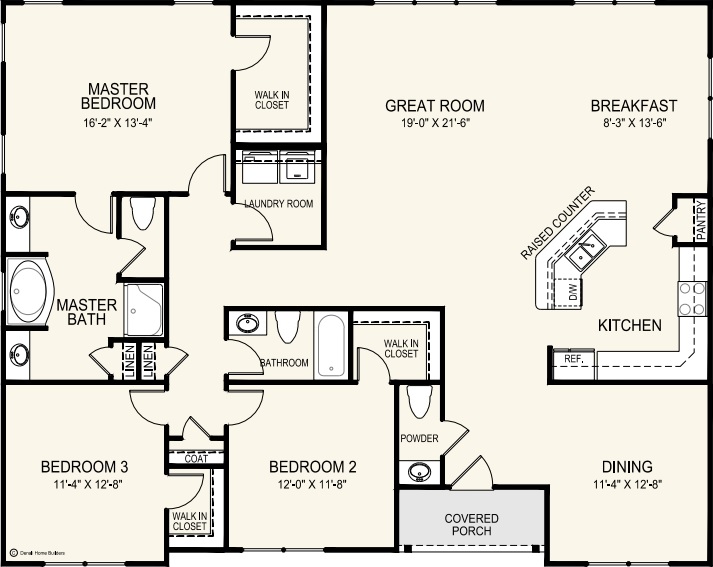 MASTER
BEDROOM
16'-2" X 13'-4"
WALK IN
CLOSET
GREAT ROOM
19'-0" X 21'-6"
BREAKFAST
8'-3" X 13'-6"
LAUNDRY ROOM
RAISED COUNTER
PANTRY
D/W
MASTER
BATH
KITCHEN
LINEN
LINEN
BATHROOM
WALK IN
CLOSET
REF.
POWDER
COAT
BEDROOM 3
11'-4" X 12'-8"
BEDROOM 2
12'-0" X 11'-8"
DINING
11'-4" X 12'-8"
WALK IN
CLOSET
COVERED
PORCH
© Denali Home Builders